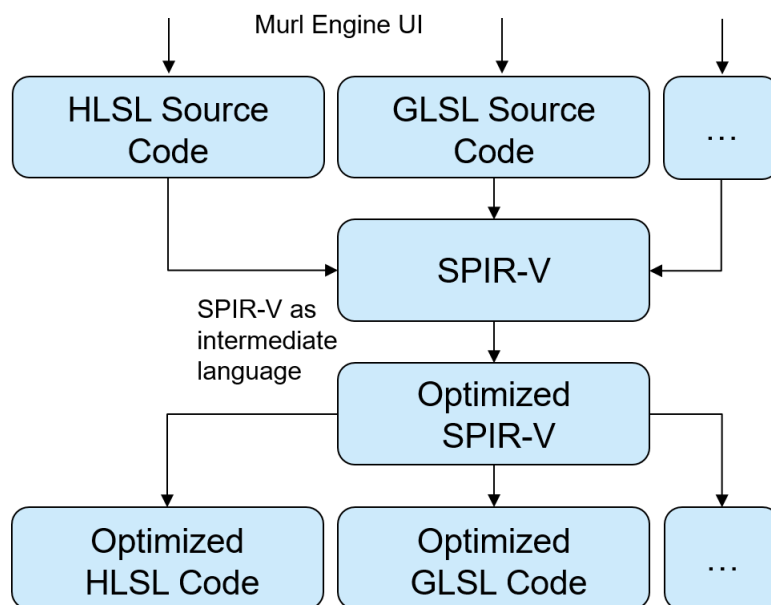 Murl Engine UI
HLSL Source
Code
GLSL Source
Code
...
SPIR-V
SPIR-V as
intermediate
language
Optimized
SPIR-V
Optimized
HLSL Code
Optimized
GLSL Code
...